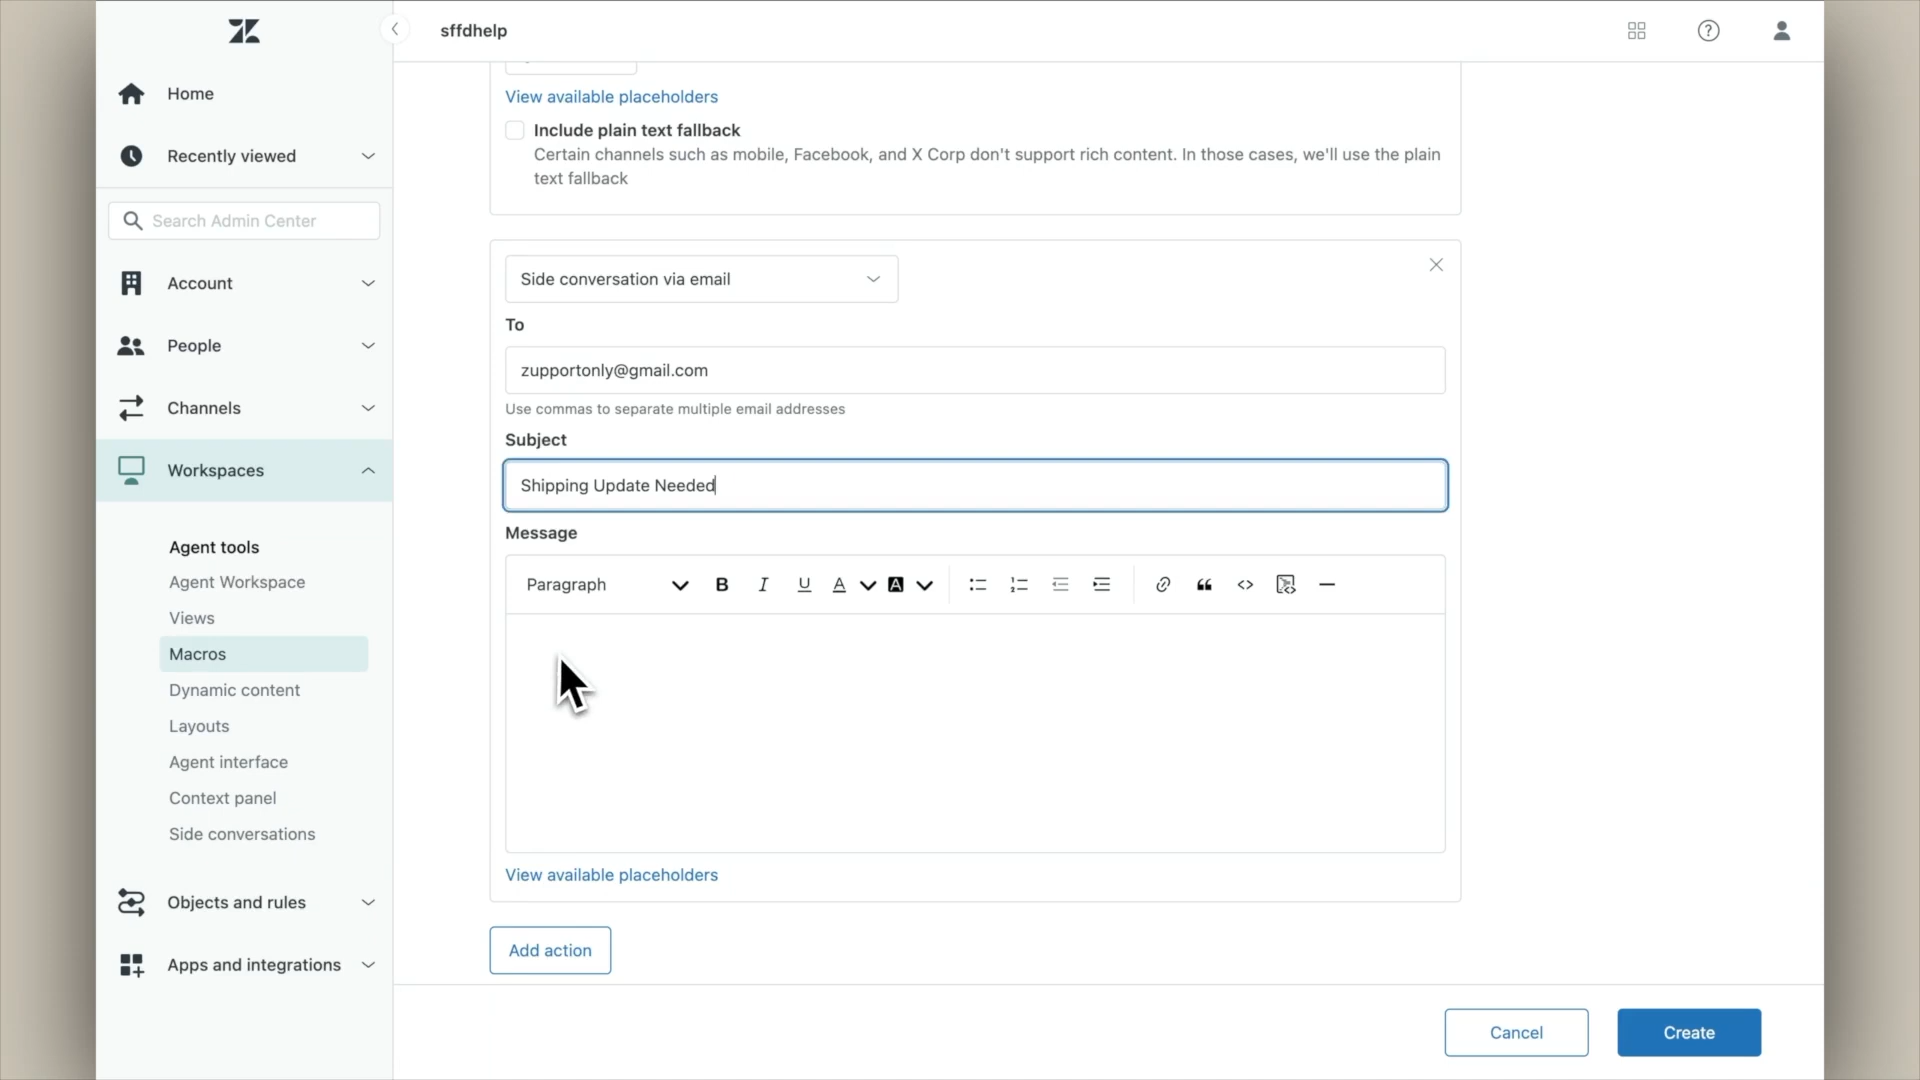 sffdhelp
Home
Recently viewed
Search Admin Center
Account
People
Channels
Workspaces
Agent tools
Agent Workspace
Views
Macros
Dynamic content
Layouts
Agent interface
Context panel
Side conversations
Objects and rules
Apps and integrations
View available placeholders
Include plain text fallback
Certain channels such as mobile, Facebook, and X Corp don't support rich content. In those cases, we'll use the plain
text fallback
Side conversation via email
To
zupportonly@gmail.com
Use commas to separate multiple email addresses
Subject
Shipping Update Needed
Message
Paragraph
View available placeholders
Add action
Cancel
Create